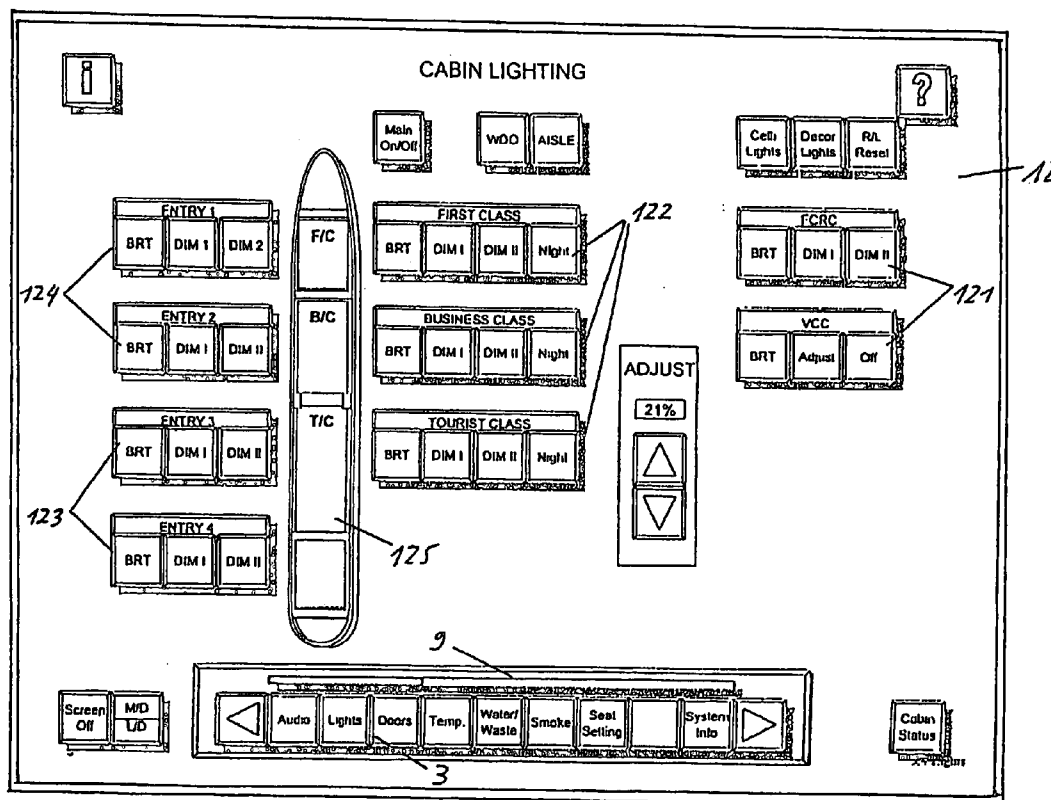 i
CABIN LIGHTING
?
Main On/Off
WDO AISLE
Ceils Lights
Decor Lights
R/L Reset
12
ENTRY 1
BRT DIM 1 DIM 2
F/C
FIRST CLASS
BRT DIM I DIM II Night
122
FCRC
BRT DIM I DIM II
124
121
ENTRY 2
BRT DIM I DIM II
B/C
BUSINESS CLASS
BRT DIM I DIM II Night
VCC
BRT Adjust Off
ADJUST
21%
ENTRY 3
BRT DIM I DIM II
T/C
TOURIST CLASS
BRT DIM I DIM II Night
123
ENTRY 4
BRT DIM I DIM II
125
9
Screen Off
M/D
L/D
Audio
Lights
Doors
Temp.
Water/ Waste
Smoke
Seat Setting
System Info
Cabin Status
3